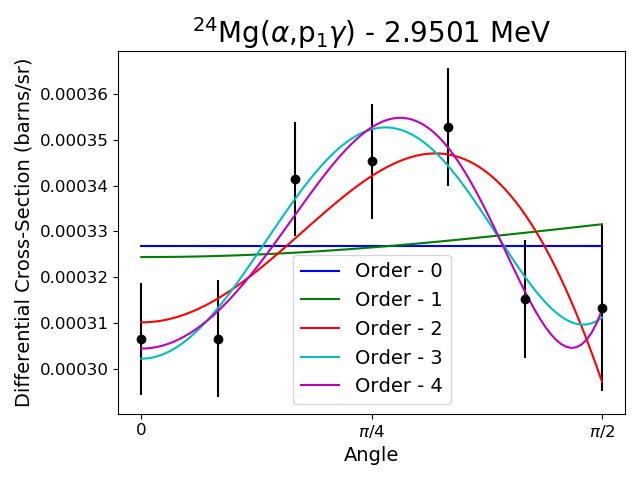 ²⁴Mg(α,p₁γ) - 2.9501 MeV
Differential Cross-Section (barns/sr)
0.00036
0.00035
0.00034
0.00033
0.00032
0.00031
0.00030
Order - 0
Order - 1
Order - 2
Order - 3
Order - 4
0 π/4 π/2
Angle